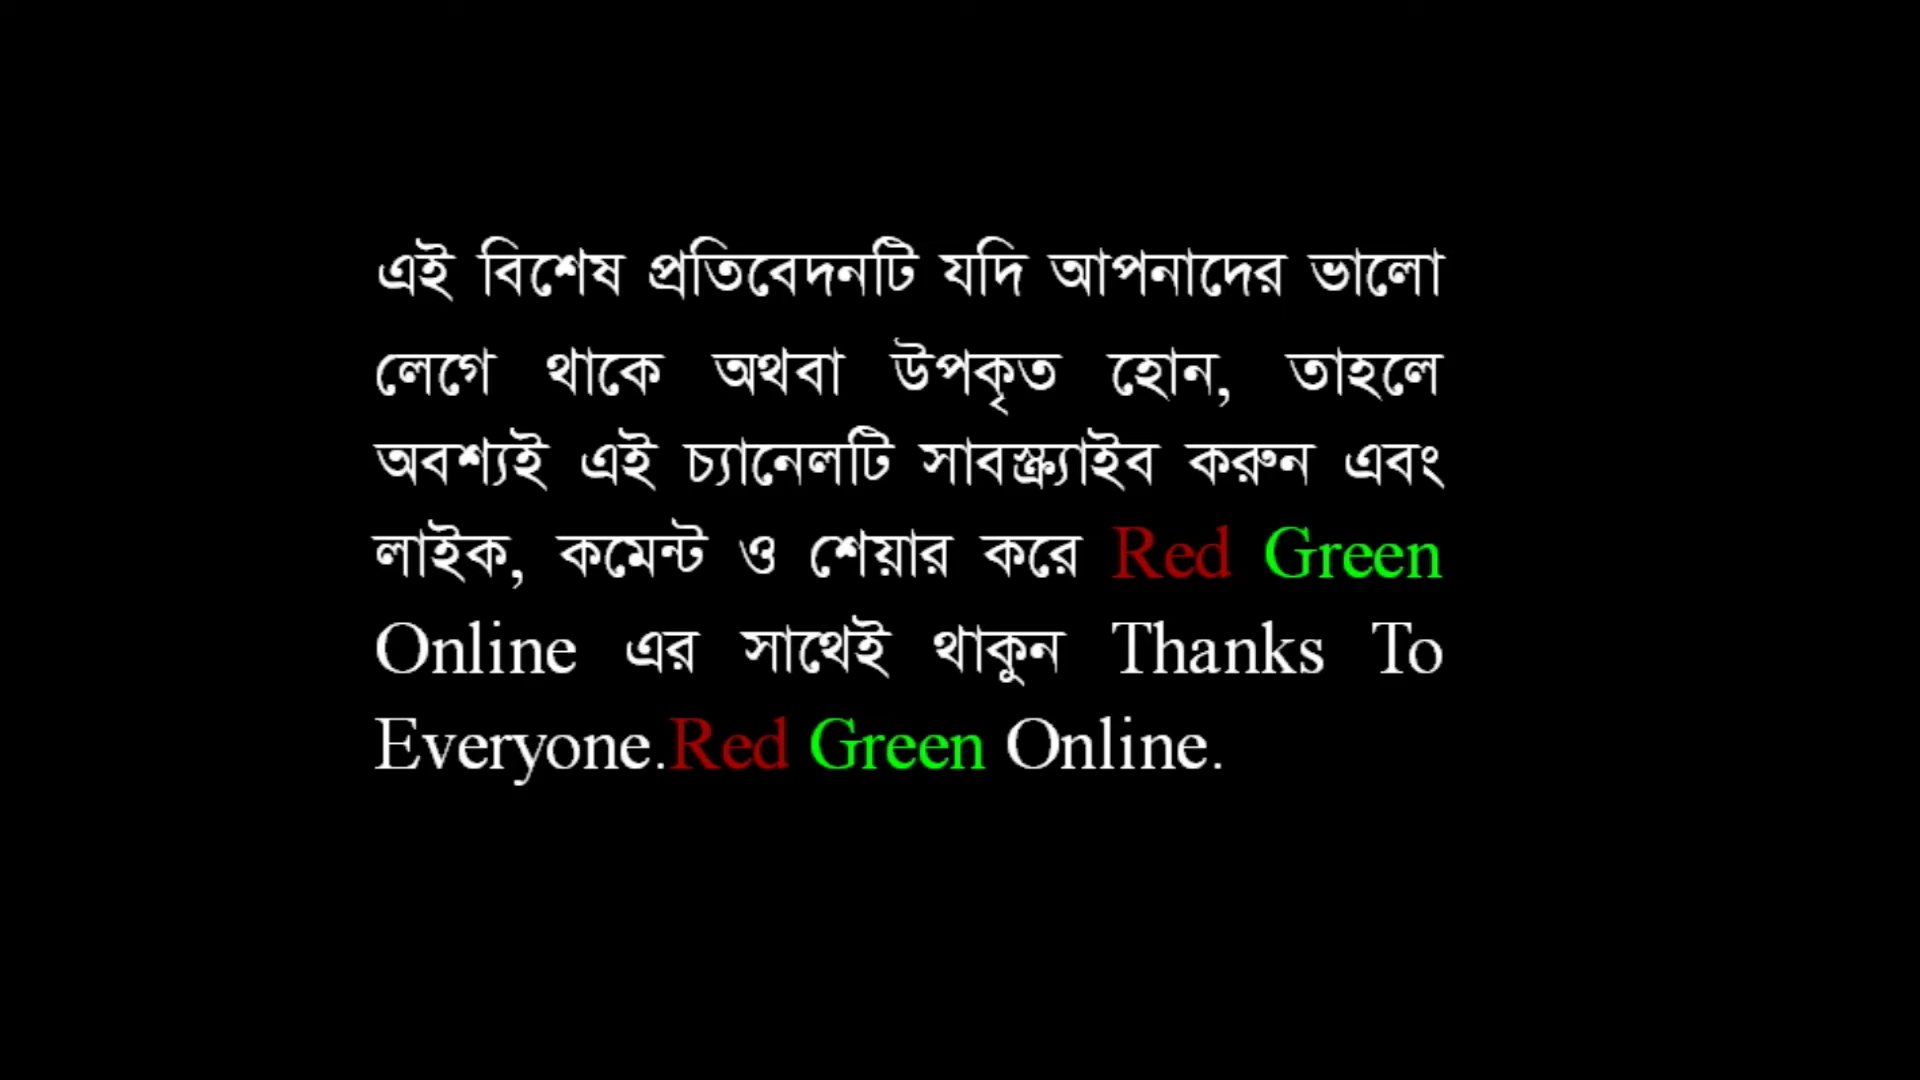 এই বিশেষ প্রতিবেদনটি যদি আপনাদের ভালো
লেগে থাকে অথবা উপকৃত হোন, তাহলে
অবশ্যই এই চ্যানেলটি সাবস্ক্র্যাইব করুন এবং
লাইক, কমেন্ট ও শেয়ার করে Red Green
Online এর সাথেই থাকুন Thanks To
Everyone.Red Green Online.